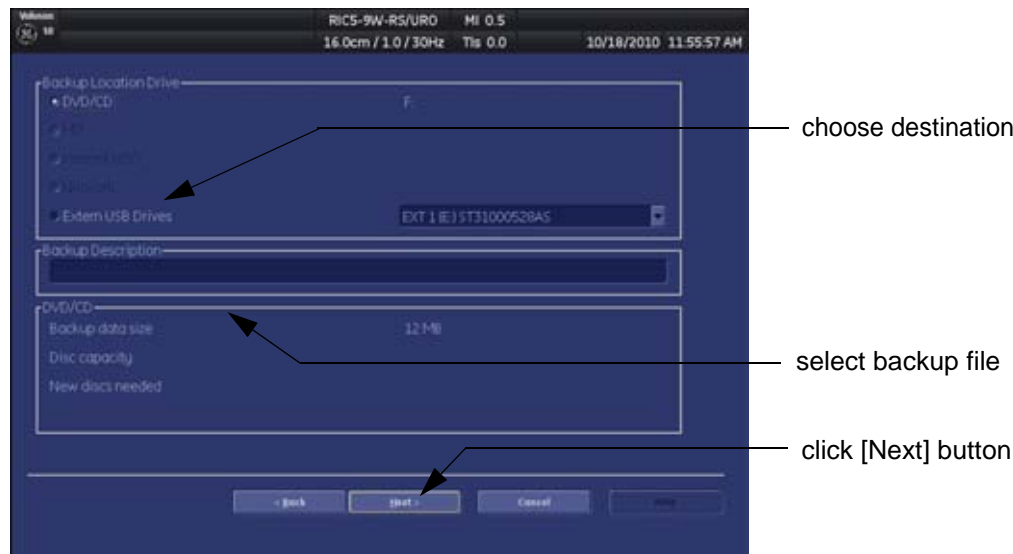 Voluson
RIC5-9W-RS/URO MI 0.5
16.0cm / 1.0 / 30Hz TIs 0.0 10/18/2010 11:55:57 AM
Backup Location Drive
DVD/CD F:
Network
Extern USB Drives EXT 1 (E:) ST31000528AS
choose destination
Backup Description
DVD/CD
Backup data size 12 MB
Disc capacity
New discs needed
select backup file
click [Next] button
< Back Next > Cancel